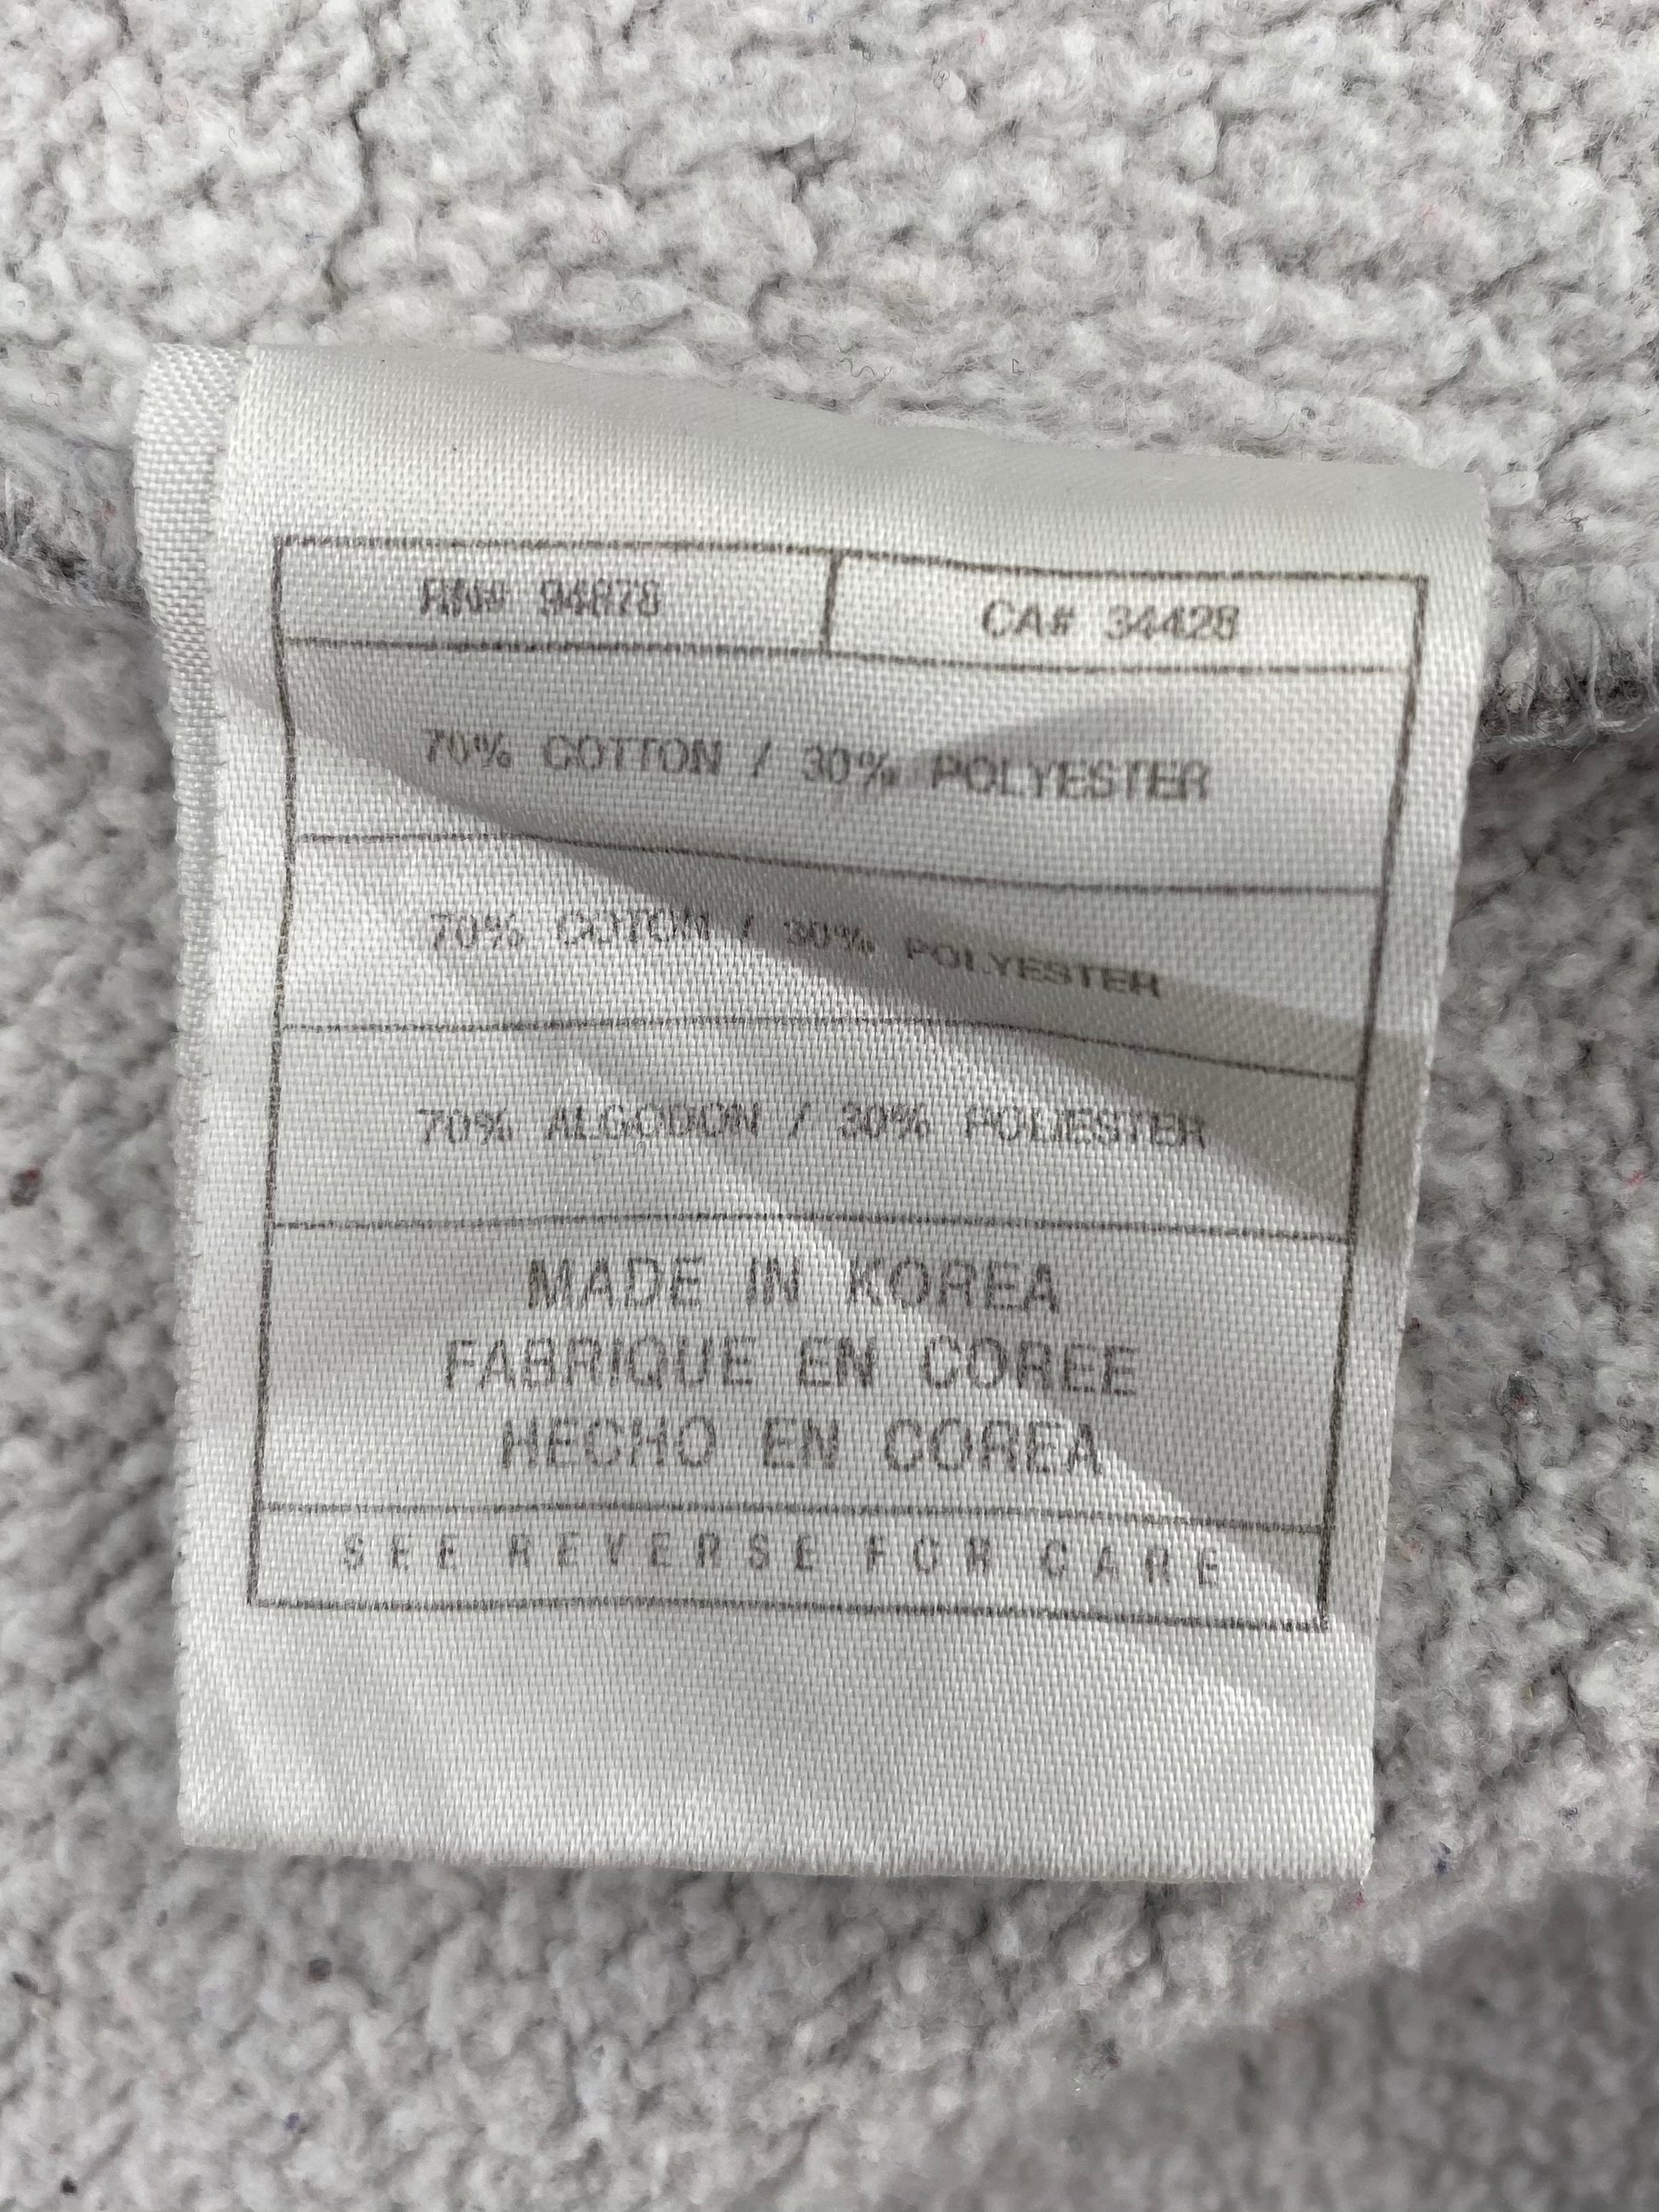 RN# 94878
CA# 34428
70% COTTON / 30% POLYESTER
70% COTON / 30% POLYESTER
70% ALGODON / 30% POLIESTER
MADE IN KOREA
FABRIQUE EN COREE
HECHO EN COREA
SEE REVERSE FOR CARE